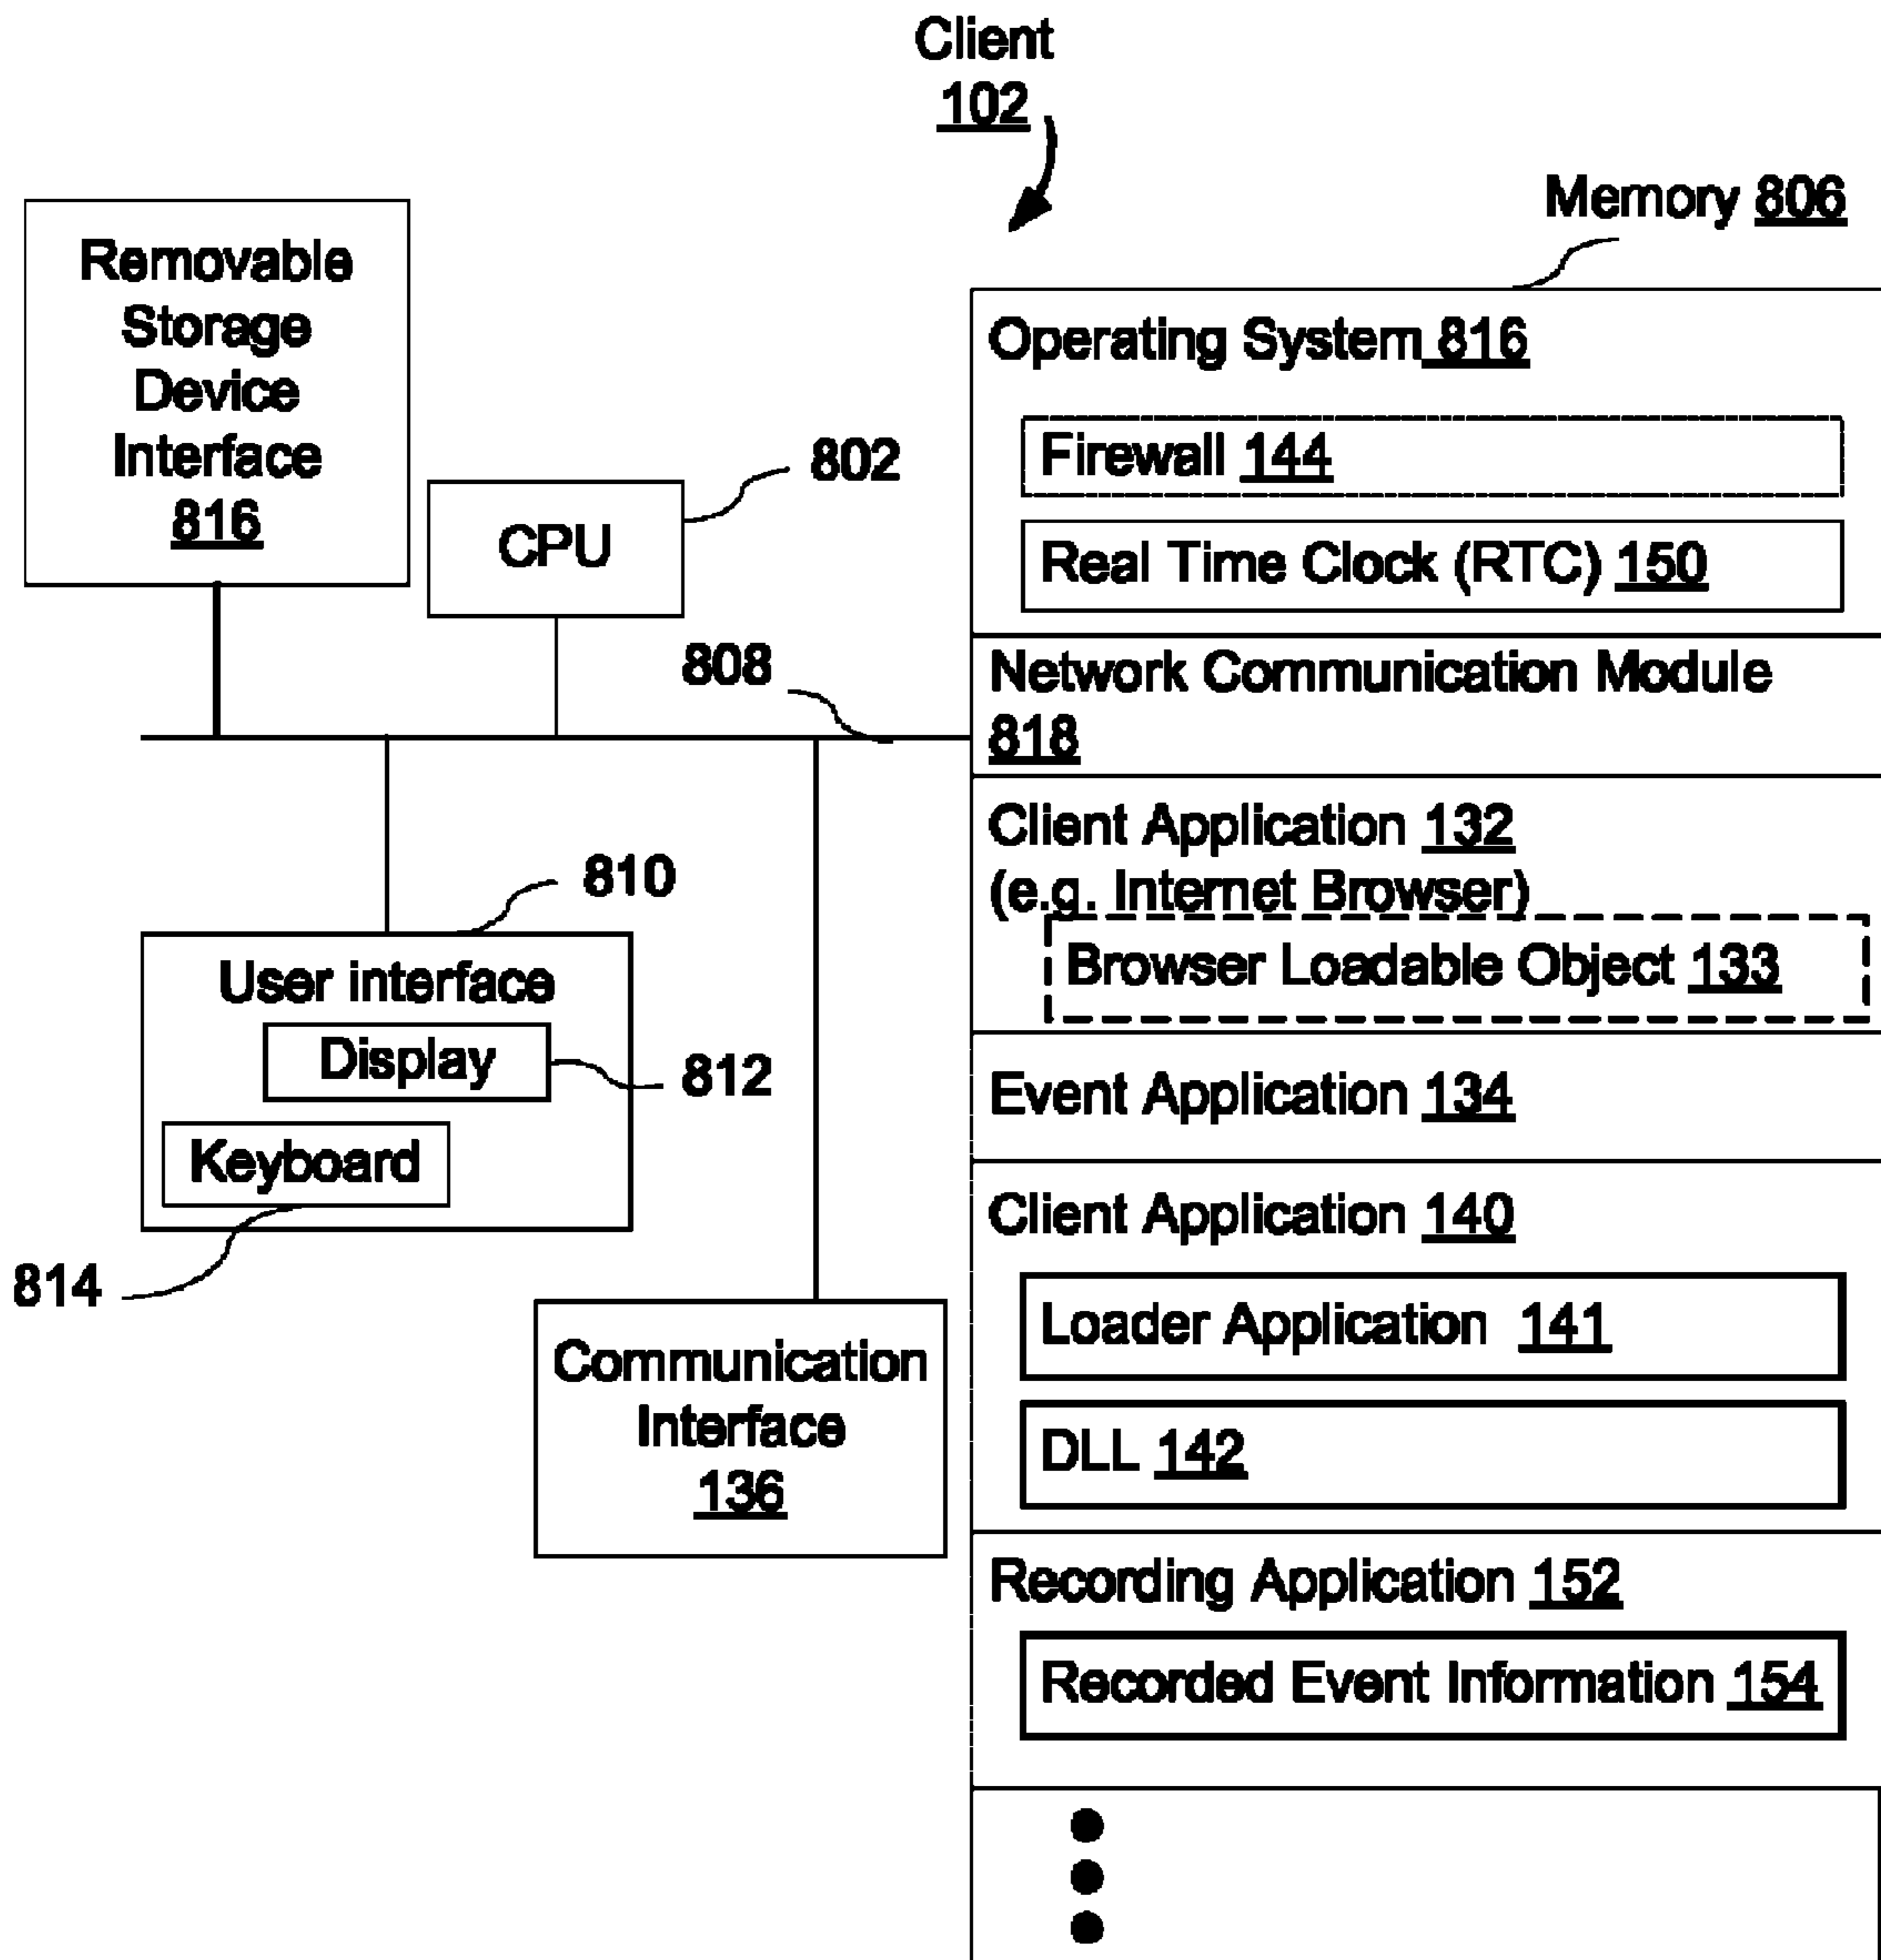 Client
102
Memory 806
Removable
Storage
Device
Interface
816
802
CPU
808
810
User interface
Display
812
Keyboard
814
Communication
Interface
136
Operating System 816
Firewall 144
Real Time Clock (RTC) 150
Network Communication Module
818
Client Application 132
(e.g. Internet Browser)
Browser Loadable Object 133
Event Application 134
Client Application 140
Loader Application 141
DLL 142
Recording Application 152
Recorded Event Information 154